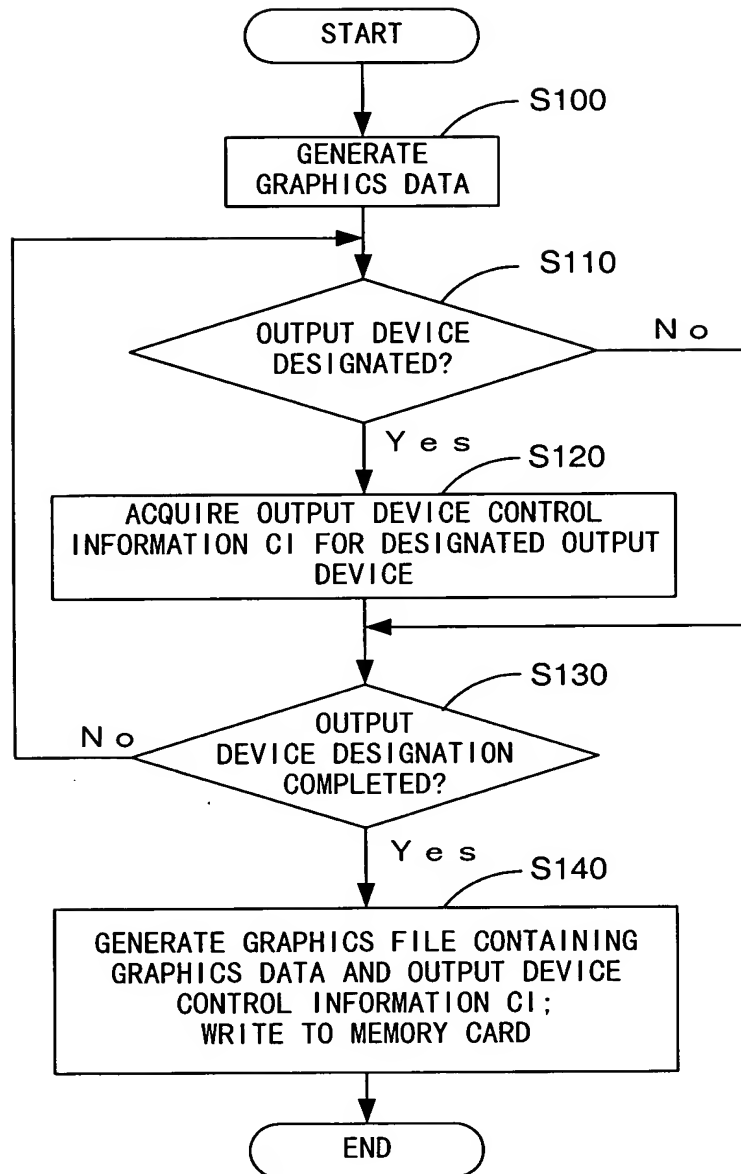 START
S100
GENERATE
GRAPHICS DATA
S110
OUTPUT DEVICE
DESIGNATED?
No
Yes
S120
ACQUIRE OUTPUT DEVICE CONTROL
INFORMATION CI FOR DESIGNATED OUTPUT
DEVICE
S130
OUTPUT
DEVICE DESIGNATION
COMPLETED?
No
Yes
S140
GENERATE GRAPHICS FILE CONTAINING
GRAPHICS DATA AND OUTPUT DEVICE
CONTROL INFORMATION CI;
WRITE TO MEMORY CARD
END